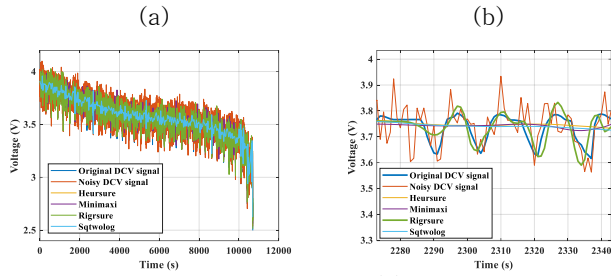 (a)
(b)
4
3.5
3
2.5
Voltage (V)
0
2000
4000
6000
8000
10000
12000
Time (s)
Original DCV signal
Noisy DCV signal
Heursure
Minimaxi
Rigrsure
Sqtwolog
4
3.9
3.8
3.7
3.6
3.5
3.4
3.3
Voltage (V)
2280
2290
2300
2310
2320
2330
2340
Time (s)
Original DCV signal
Noisy DCV signal
Heursure
Minimaxi
Rigrsure
Sqtwolog